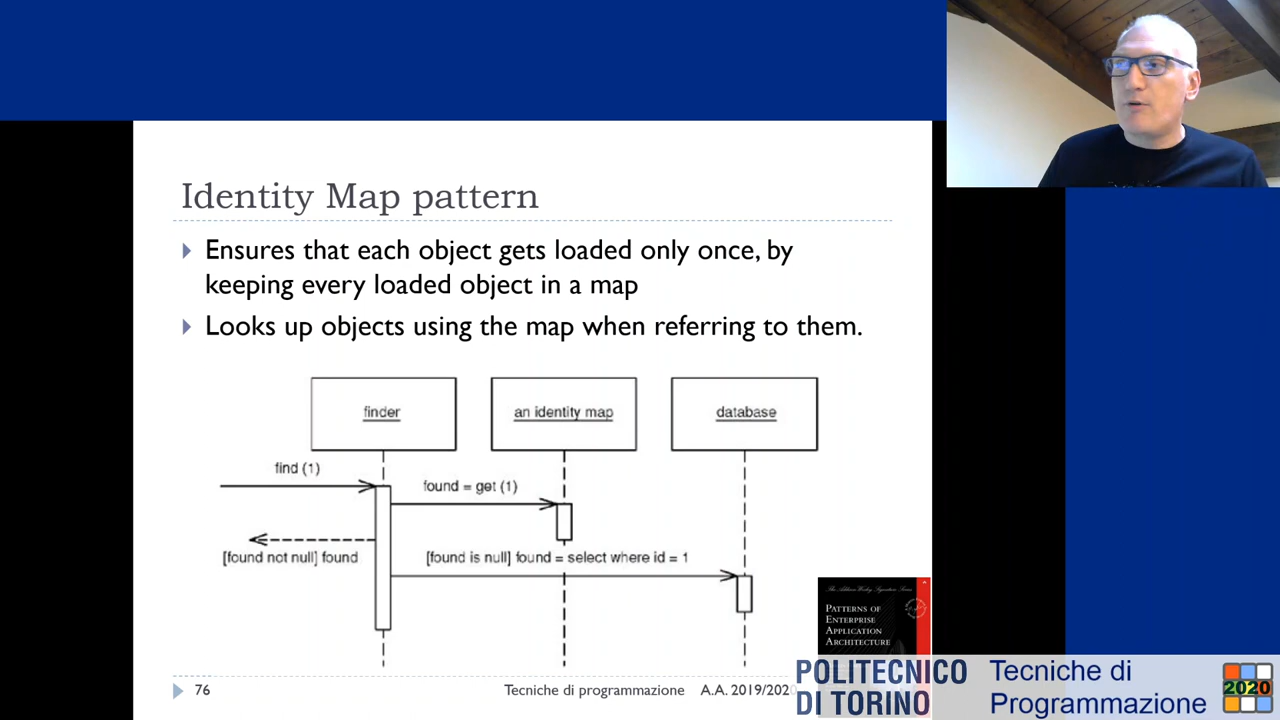 Identity Map pattern
Ensures that each object gets loaded only once, by
keeping every loaded object in a map
Looks up objects using the map when referring to them.
finder
an identity map
database
find (1)
found = get (1)
[found not null] found
[found is null] found = select where id = 1
PATTERNS OF
ENTERPRISE
APPLICATION
ARCHITECTURE
76
Tecniche di programmazione
A.A. 2019/2020
POLITECNICO
DI TORINO
Tecniche di
Programmazione
2020